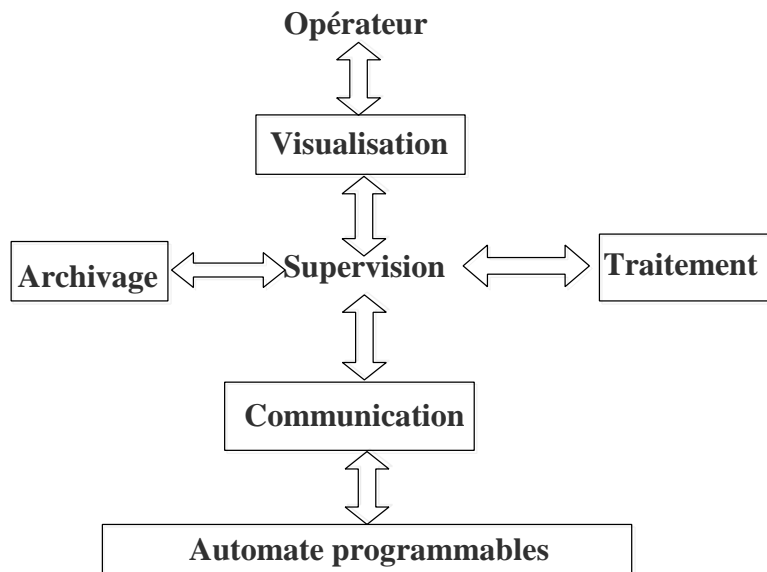 Opérateur
Visualisation
Archivage
Supervision
Traitement
Communication
Automate programmables